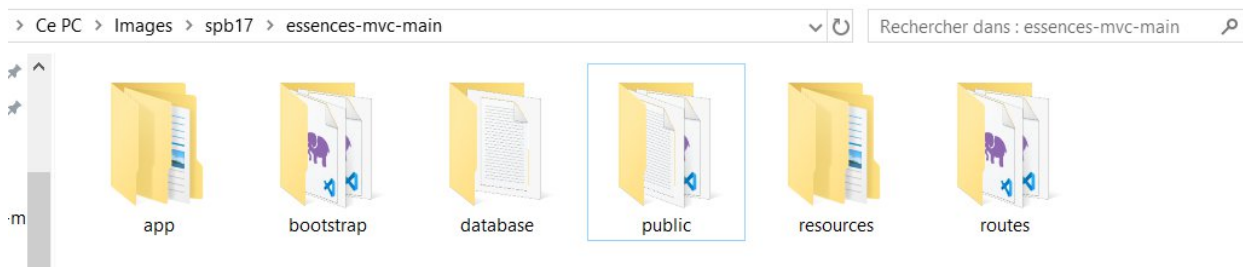 > Ce PC > Images > spb17 > essences-mvc-main
Rechercher dans : essences-mvc-main
-m
app
bootstrap
database
public
resources
routes